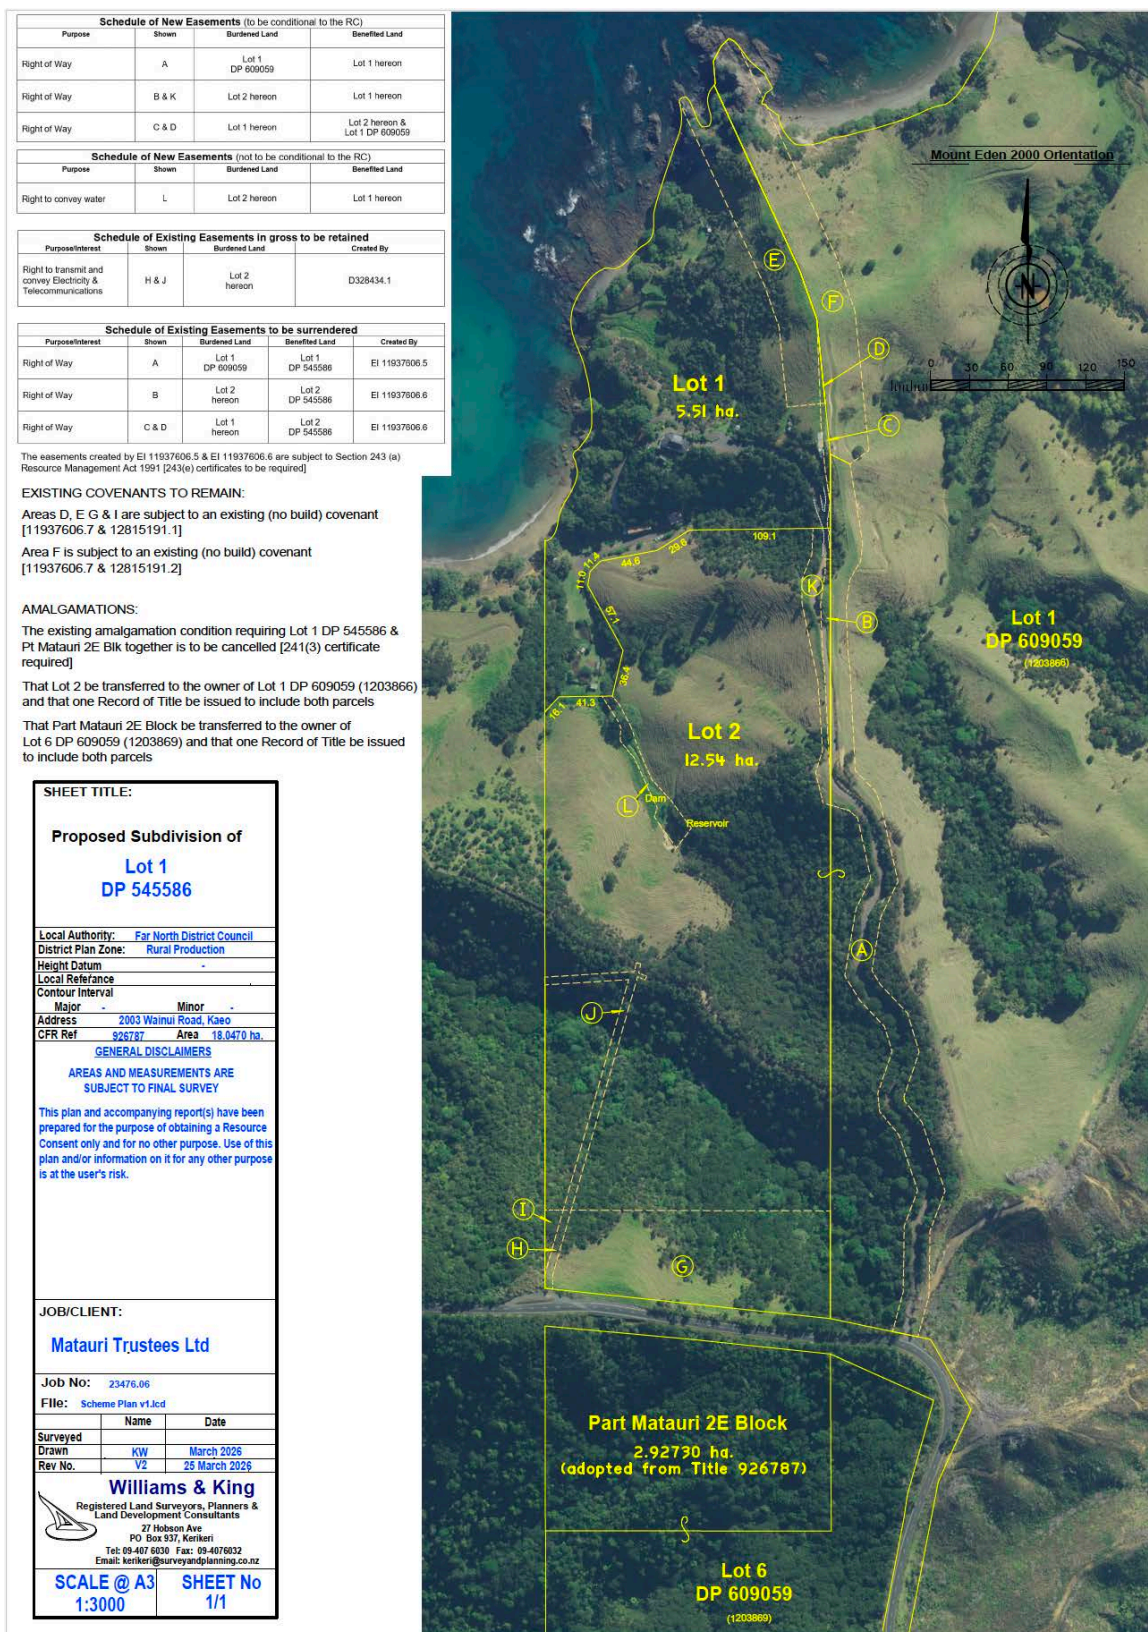 Schedule of New Easements (to be conditional to the RC)
Purpose Shown Burdened Land Benefited Land
Right of Way A Lot 1 DP 609059 Lot 1 hereon
Right of Way B & K Lot 2 hereon Lot 1 hereon
Right of Way C & D Lot 1 hereon Lot 2 hereon & Lot 1 DP 609059
Schedule of New Easements (not to be conditional to the RC)
Purpose Shown Burdened Land Benefited Land
Right to convey water L Lot 2 hereon Lot 1 hereon
Schedule of Existing Easements in gross to be retained
Purpose/Interest Shown Burdened Land Created By
Right to transmit and convey Electricity & Telecommunications H & J Lot 2 hereon D328434.1
Schedule of Existing Easements to be surrendered
Purpose/Interest Shown Burdened Land Benefited Land Created By
Right of Way A Lot 1 DP 609059 Lot 1 DP 545586 EI 11937606.5
Right of Way B Lot 2 hereon Lot 2 DP 545586 EI 11937606.6
Right of Way C & D Lot 1 hereon Lot 2 DP 545586 EI 11937606.6
The easements created by EI 11937606.5 & EI 11937606.6 are subject to Section 243 (a)
Resource Management Act 1991 [243(e) certificates to be required]
EXISTING COVENANTS TO REMAIN:
Areas D, E G & I are subject to an existing (no build) covenant
[11937606.7 & 12815191.1]
Area F is subject to an existing (no build) covenant
[11937606.7 & 12815191.2]
AMALGAMATIONS:
The existing amalgamation condition requiring Lot 1 DP 545586 &
Pt Matauri 2E Blk together is to be cancelled [241(3) certificate
required]
That Lot 2 be transferred to the owner of Lot 1 DP 609059 (1203866)
and that one Record of Title be issued to include both parcels
That Part Matauri 2E Block be transferred to the owner of
Lot 6 DP 609059 (1203869) and that one Record of Title be issued
to include both parcels
SHEET TITLE:
Proposed Subdivision of
Lot 1
DP 545586
Local Authority: Far North District Council
District Plan Zone: Rural Production
Height Datum -
Local Referance
Contour Interval
Major - Minor -
Address 2003 Wainui Road, Kaeo
CFR Ref 926787 Area 18.0470 ha.
GENERAL DISCLAIMERS
AREAS AND MEASUREMENTS ARE
SUBJECT TO FINAL SURVEY
This plan and accompanying report(s) have been
prepared for the purpose of obtaining a Resource
Consent only and for no other purpose. Use of this
plan and/or information on it for any other purpose
is at the user's risk.
JOB/CLIENT:
Matauri Trustees Ltd
Job No: 23476.06
File: Scheme Plan v1.lcd
Name Date
Surveyed
Drawn KW March 2026
Rev No. V2 25 March 2026
Williams & King
Registered Land Surveyors, Planners &
Land Development Consultants
27 Hobson Ave
PO Box 937, Kerikeri
Tel: 09-407 6030 Fax: 09-4076032
Email: kerikeri@surveyandplanning.co.nz
SCALE @ A3
1:3000
SHEET No
1/1
Mount Eden 2000 Orientation
N
0 30 60 90 120 150
E
F
D
C
Lot 1
5.51 ha.
109.1
29.6
44.6
11.4
11.0
57.1
36.4
41.3
16.1
K
B
Lot 1
DP 609059
(1203866)
Lot 2
12.54 ha.
L
Dam
Reservoir
A
J
I
H
G
Part Matauri 2E Block
2.92730 ha.
(adopted from Title 926787)
Lot 6
DP 609059
(1203869)